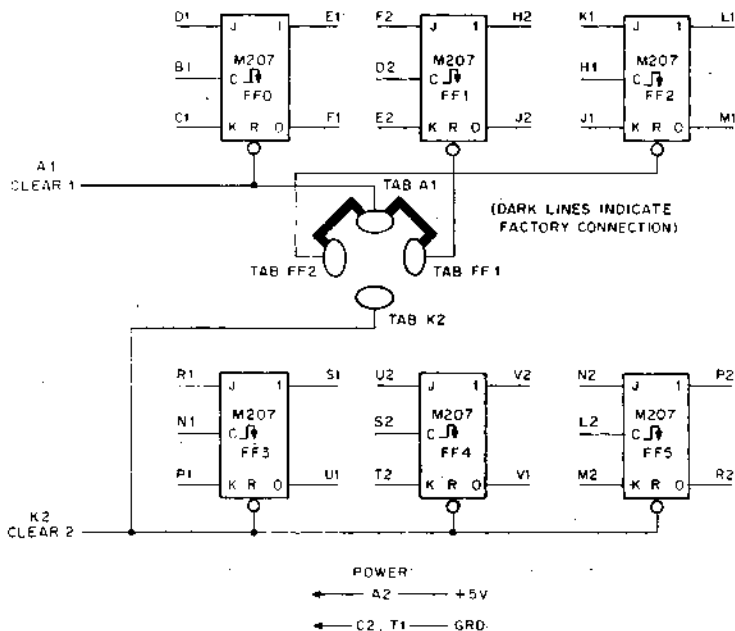 D1 J 1 E1 F2 J 1 H2 K1 J 1 L1
M207 M207 M207
B1 C D2 C H1 C
FF0 FF1 FF2
C1 K R 0 F1 E2 K R 0 J2 J1 K R 0 M1
A1
CLEAR 1
TAB A1
(DARK LINES INDICATE
FACTORY CONNECTION)
TAB FF2 TAB FF1
TAB K2
R1 J 1 S1 U2 J 1 V2 N2 J 1 P2
M207 M207 M207
N1 C S2 C L2 C
FF3 FF4 FF5
P1 K R 0 U1 T2 K R 0 V1 M2 K R 0 R2
K2
CLEAR 2
POWER
A2 +5V
C2, T1 GRD